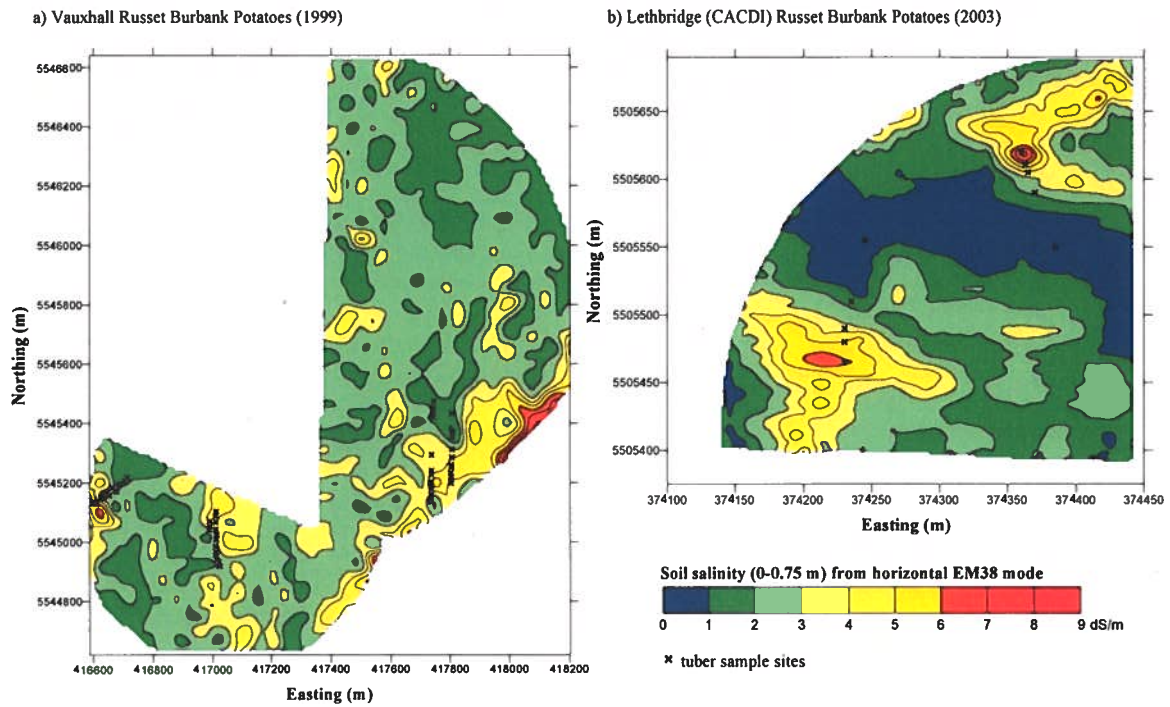 a) Vauxhall Russet Burbank Potatoes (1999)
b) Lethbridge (CACDI) Russet Burbank Potatoes (2003)
5546600
5546400
5546200
5546000
5545800
5545600
5545400
5545200
5545000
5544800
Northing (m)
416600 417000 417400 417600 417800 418000 418200
Easting (m)
5505650
5505600
5505550
5505500
5505450
5505400
Northing (m)
374100 374150 374200 374250 374300 374350 374400 374450
Easting (m)
Soil salinity (0-0.75 m) from horizontal EM38 mode
0 1 2 3 4 5 6 7 8 9 dS/m
× tuber sample sites